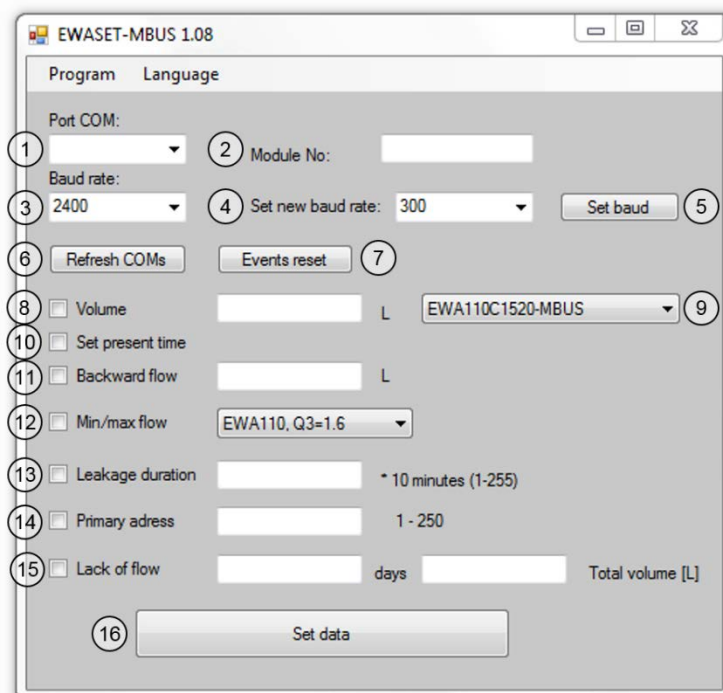 EWASET-MBUS 1.08
Program Language
Port COM:
1 2 Module No:
Baud rate:
3 2400 4 Set new baud rate: 300 Set baud 5
6 Refresh COMs Events reset 7
8 Volume L EWA110C1520-MBUS 9
10 Set present time
11 Backward flow L
12 Min/max flow EWA110, Q3=1.6
13 Leakage duration * 10 minutes (1-255)
14 Primary adress 1 - 250
15 Lack of flow days Total volume [L]
16 Set data